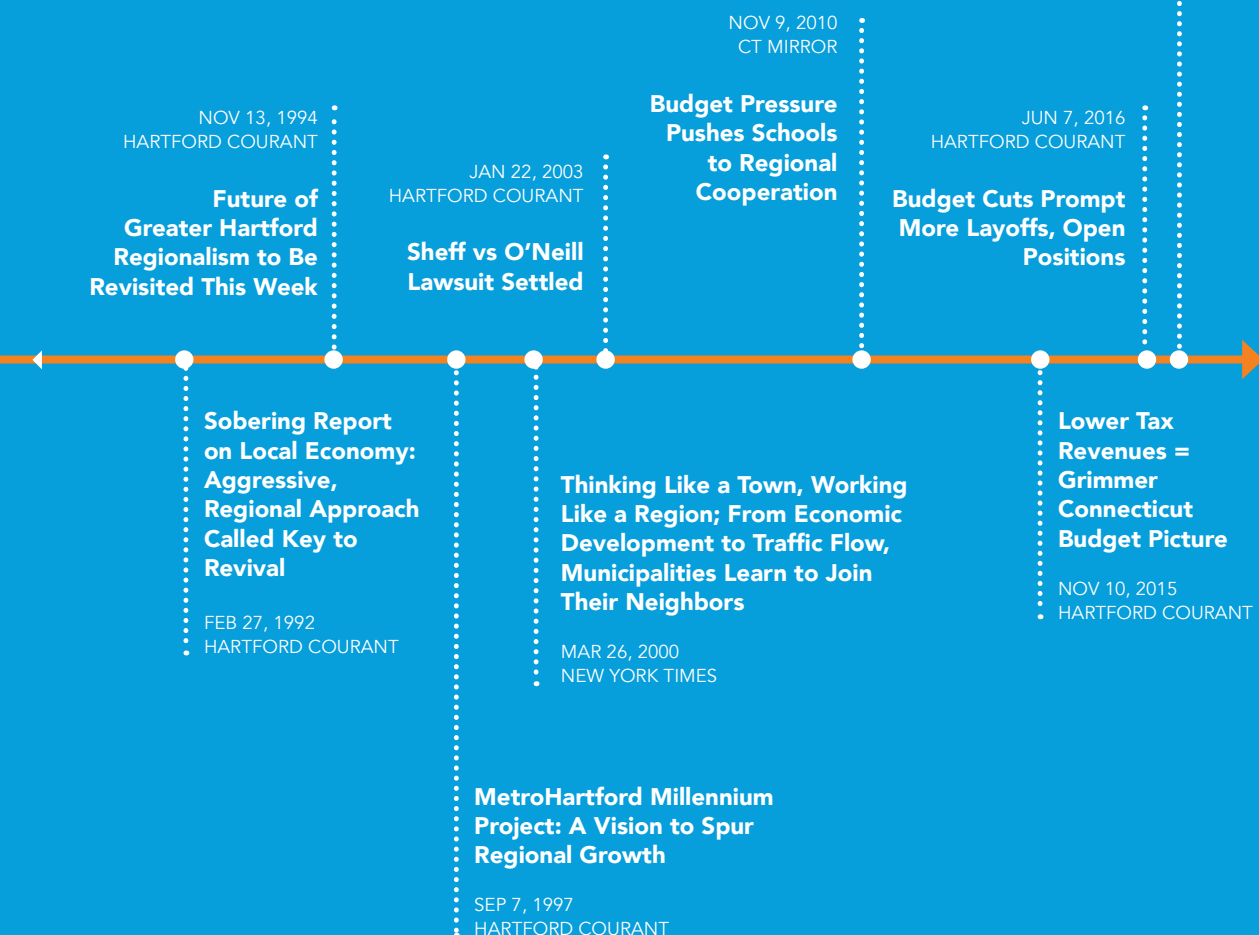 NOV 9, 2010
CT MIRROR
Budget Pressure
Pushes Schools
to Regional
Cooperation
NOV 13, 1994
HARTFORD COURANT
Future of
Greater Hartford
Regionalism to Be
Revisited This Week
JAN 22, 2003
HARTFORD COURANT
Sheff vs O’Neill
Lawsuit Settled
JUN 7, 2016
HARTFORD COURANT
Budget Cuts Prompt
More Layoffs, Open
Positions
Sobering Report
on Local Economy:
Aggressive,
Regional Approach
Called Key to
Revival
FEB 27, 1992
HARTFORD COURANT
Thinking Like a Town, Working
Like a Region; From Economic
Development to Traffic Flow,
Municipalities Learn to Join
Their Neighbors
MAR 26, 2000
NEW YORK TIMES
Lower Tax
Revenues =
Grimmer
Connecticut
Budget Picture
NOV 10, 2015
HARTFORD COURANT
MetroHartford Millennium
Project: A Vision to Spur
Regional Growth
SEP 7, 1997
HARTFORD COURANT